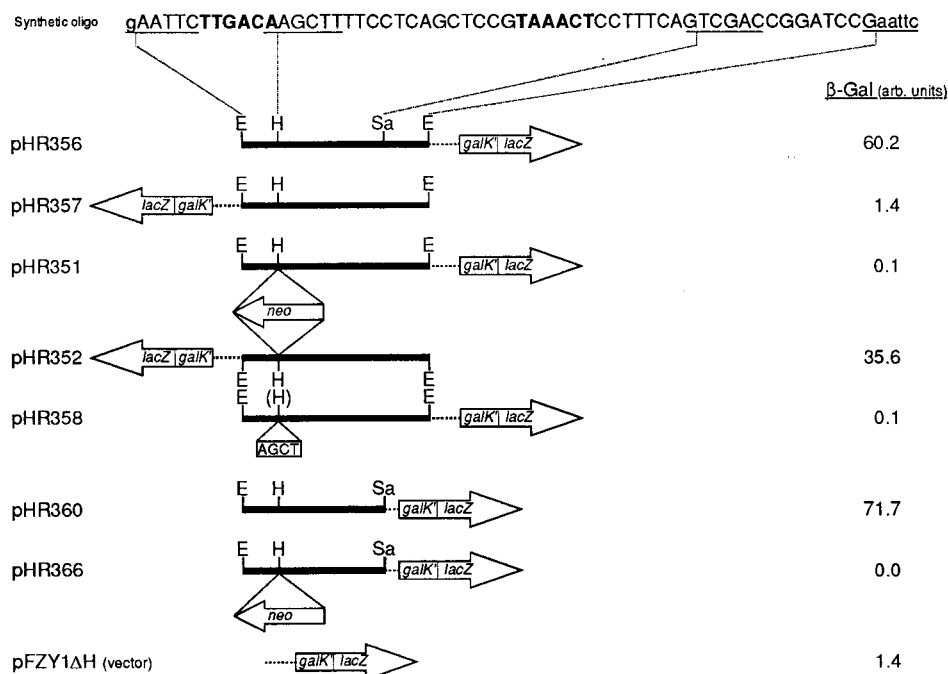 Synthetic oligo gAATTCTTGACAAGCTTTTCCTCAGCTCCGTAAACTCCTTTCAGTCGACCGGATCCGaattc
β-Gal (arb. units)
E H Sa E
pHR356 galK' lacZ 60.2
E H E
pHR357 lacZ galK' 1.4
E H E
pHR351 galK' lacZ 0.1
neo
pHR352 lacZ galK' 35.6
E H E
E (H) E
pHR358 galK' lacZ 0.1
AGCT
E H Sa
pHR360 galK' lacZ 71.7
E H Sa
pHR366 galK' lacZ 0.0
neo
pFZY1ΔH (vector) galK' lacZ 1.4